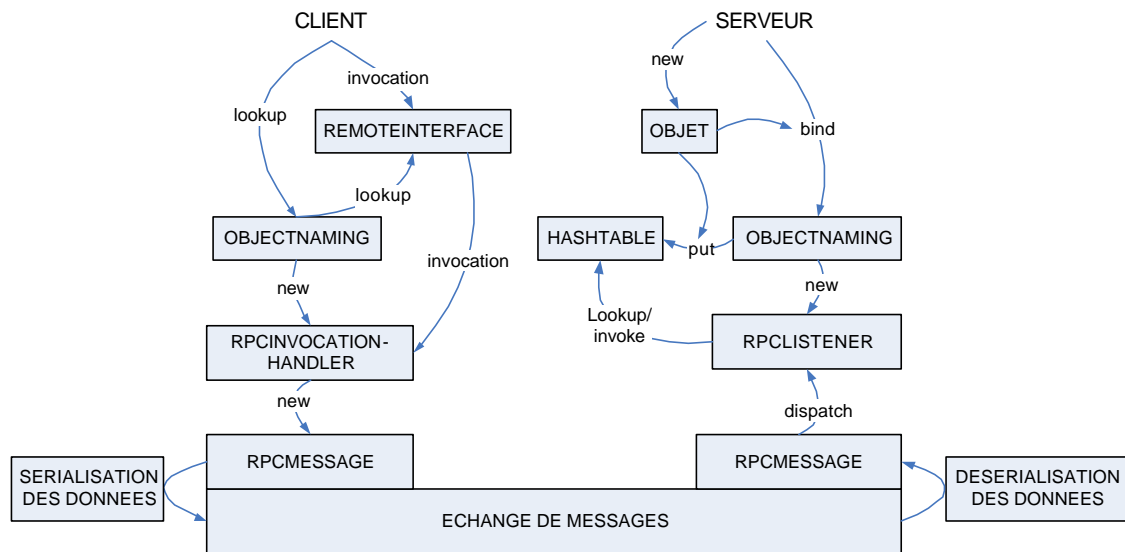 CLIENT
SERVEUR
new
invocation
lookup
REMOTEINTERFACE
OBJET
bind
lookup
OBJECTNAMING
HASHTABLE
put
OBJECTNAMING
invocation
new
new
Lookup/
invoke
RPCINVOCATION-
HANDLER
RPCLISTENER
new
dispatch
RPCMESSAGE
RPCMESSAGE
SERIALISATION
DES DONNEES
DESERIALISATION
DES DONNEES
ECHANGE DE MESSAGES